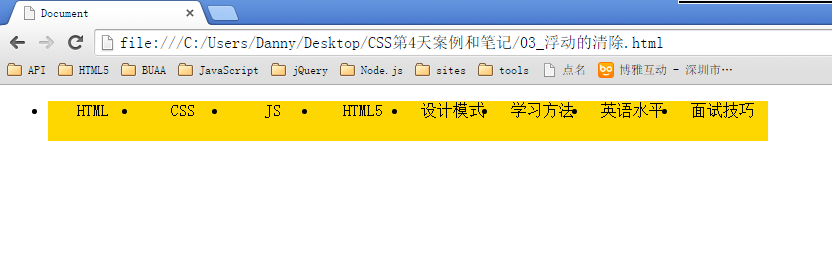 Document
file:///C:/Users/Danny/Desktop/CSS第4天案例和笔记/03_浮动的清除.html
API HTML5 BUAA JavaScript jQuery Node.js sites tools 点名 博雅互动 - 深圳市…
• HTML • CSS • JS • HTML5 • 设计模式 • 学习方法 • 英语水平 • 面试技巧